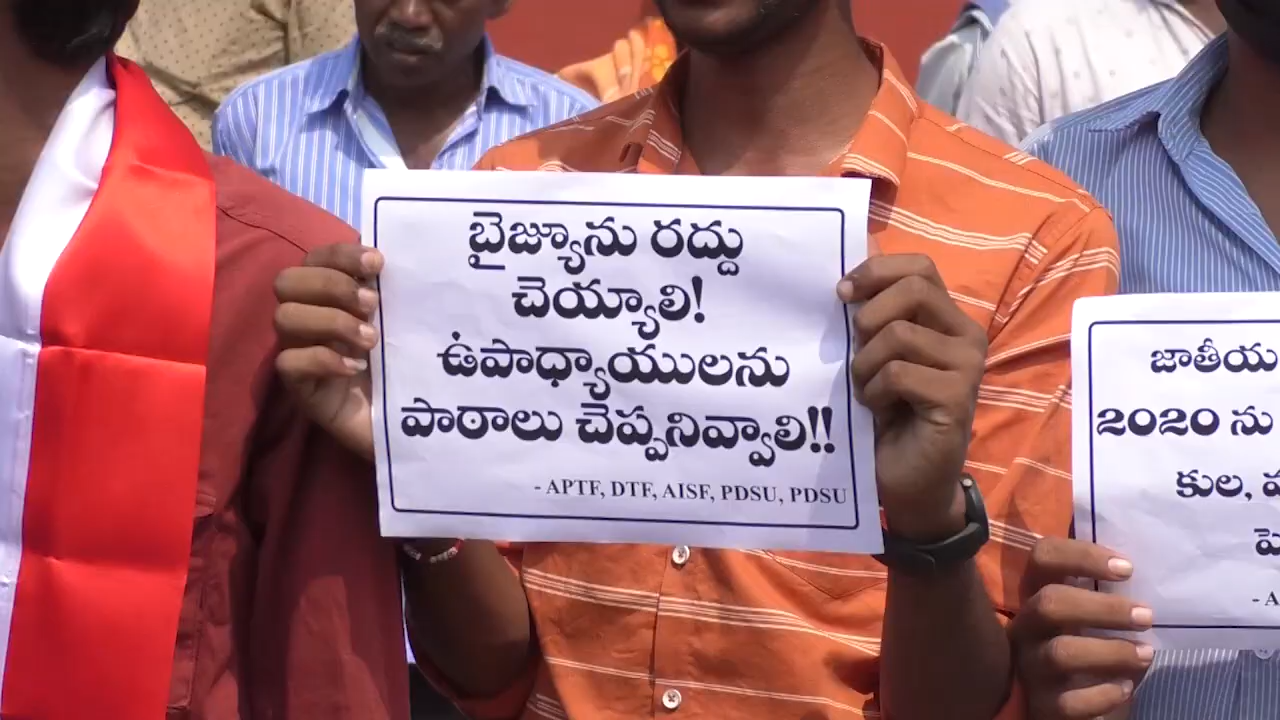 బైజ్యూను రద్దు
చెయ్యాలి!
ఉపాధ్యాయులను
పాఠాలు చెప్పనివ్వాలి!!
- APTF, DTF, AISF, PDSU, PDSU
జాతీయ
2020 ను
కుల,